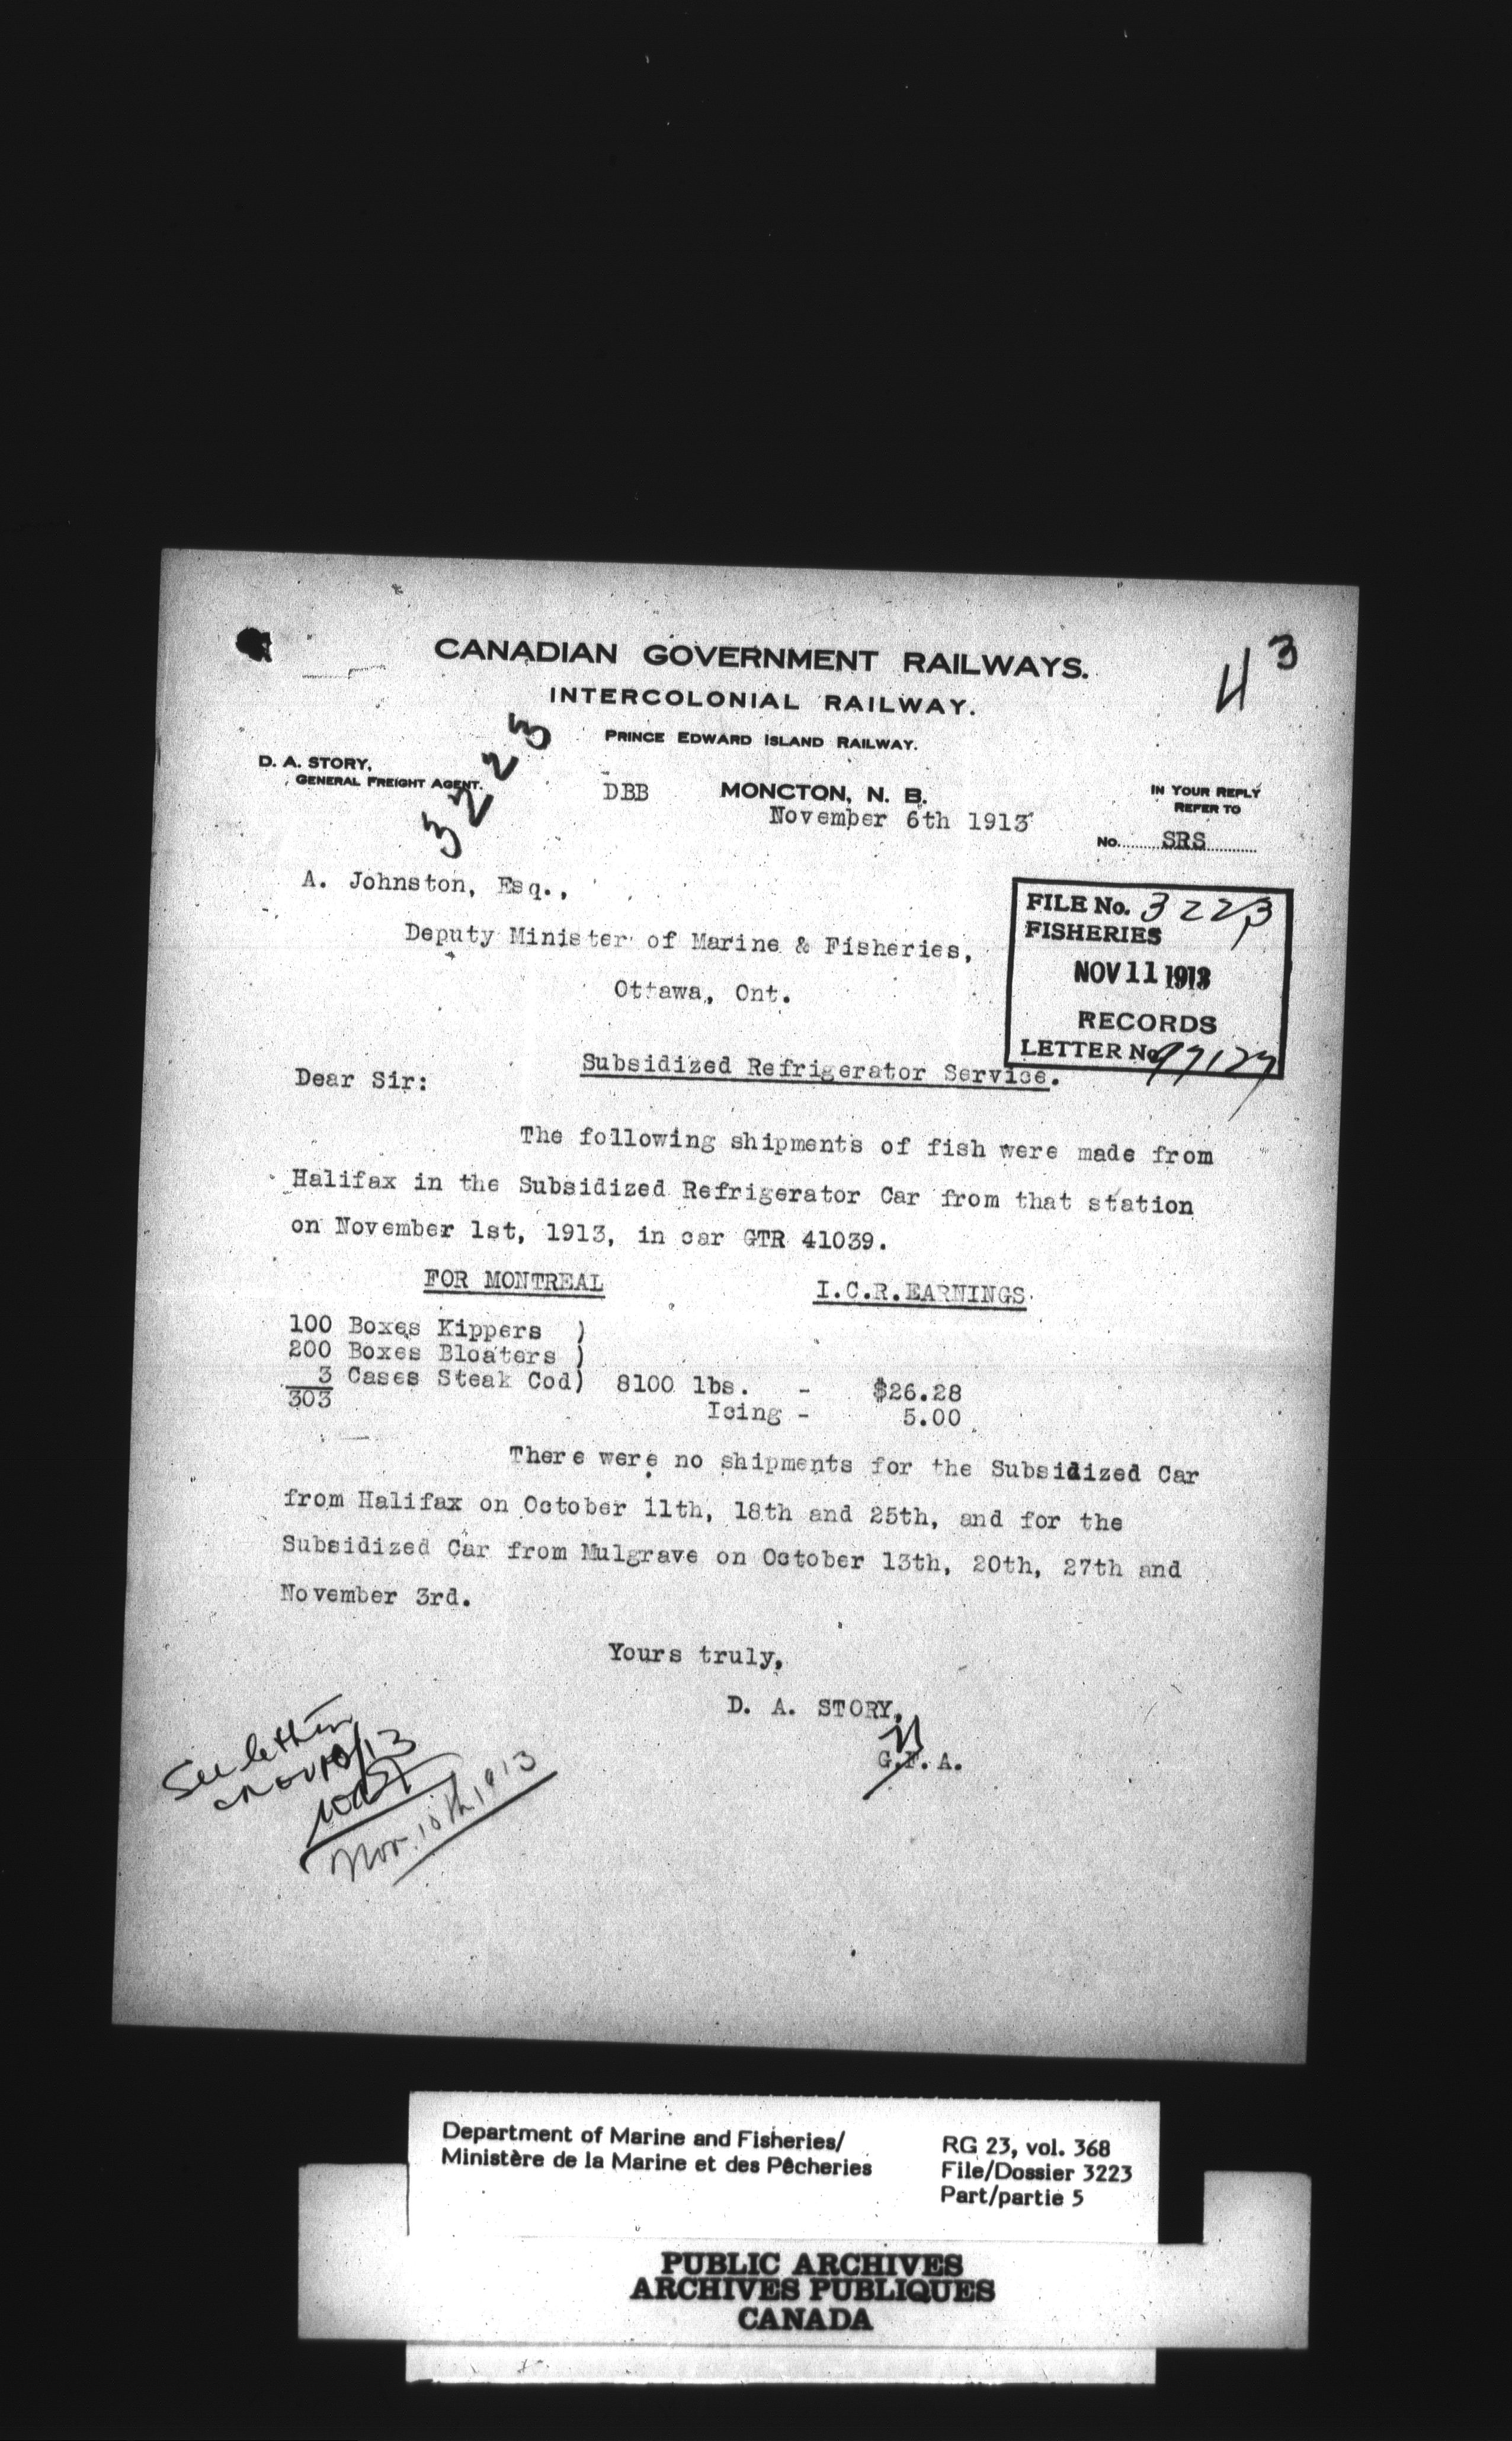 CANADIAN GOVERNMENT RAILWAYS.
INTERCOLONIAL RAILWAY.
PRINCE EDWARD ISLAND RAILWAY.
43
3223
D. A. STORY,
GENERAL FREIGHT AGENT.
DBB MONCTON, N. B.
November 6th 1913
IN YOUR REPLY
REFER TO
No. SRS
A. Johnston, Esq.,
Deputy Minister of Marine & Fisheries,
Ottawa, Ont.
FILE No. 3223
FISHERIES
NOV 11 1913
RECORDS
LETTER No
Subsidized Refrigerator Service.
Dear Sir:
The following shipments of fish were made from
Halifax in the Subsidized Refrigerator Car from that station
on November 1st, 1913, in car GTR 41039.
FOR MONTREAL I.C.R.EARNINGS
100 Boxes Kippers )
200 Boxes Bloaters )
3 Cases Steak Cod) 8100 lbs. - $26.28
303
Icing - 5.00
There were no shipments for the Subsidized Car
from Halifax on October 11th, 18th and 25th, and for the
Subsidized Car from Mulgrave on October 13th, 20th, 27th and
November 3rd.
Yours truly,
D. A. STORY,
G.F.A.
See letter
Nov. 10th, 1913
Department of Marine and Fisheries/
Ministère de la Marine et des Pêcheries
RG 23, vol. 368
File/Dossier 3223
Part/partie 5
PUBLIC ARCHIVES
ARCHIVES PUBLIQUES
CANADA